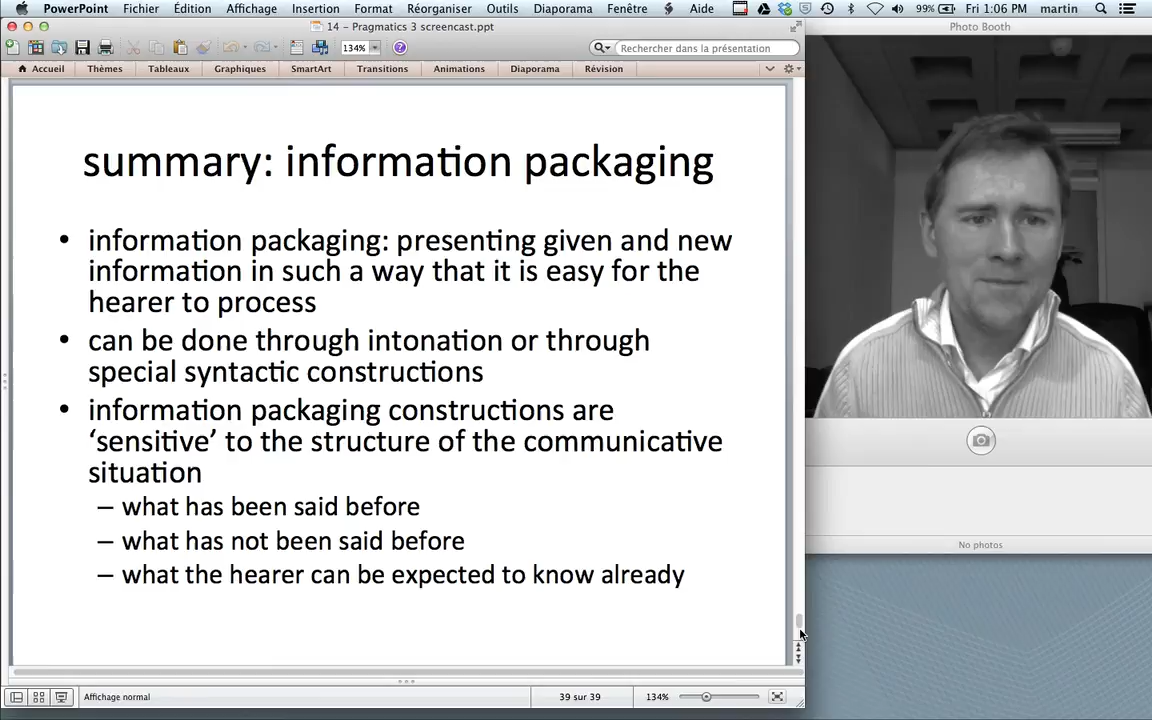 PowerPoint Fichier Édition Affichage Insertion Format Réorganiser Outils Diaporama Fenêtre Aide 99% Fri 1:06 PM martin
14 – Pragmatics 3 screencast.ppt
Photo Booth
134% Rechercher dans la présentation
Accueil Thèmes Tableaux Graphiques SmartArt Transitions Animations Diaporama Révision
summary: information packaging
• information packaging: presenting given and new
information in such a way that it is easy for the
hearer to process
• can be done through intonation or through
special syntactic constructions
• information packaging constructions are
‘sensitive’ to the structure of the communicative
situation
– what has been said before
– what has not been said before
– what the hearer can be expected to know already
No photos
Affichage normal 39 sur 39 134%